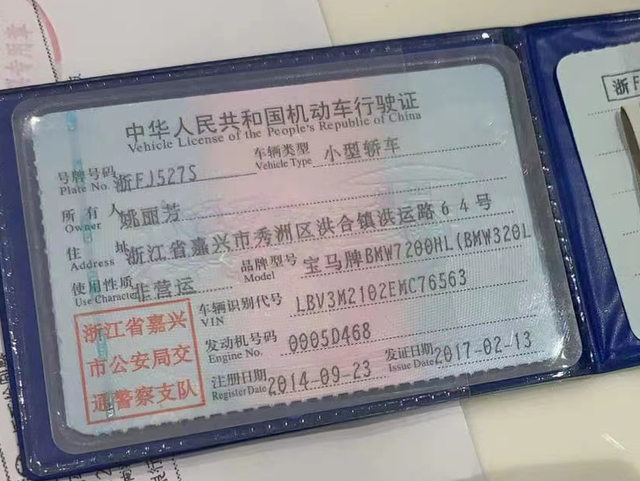 中华人民共和国机动车行驶证
Vehicle License of the People's Republic of China
号牌号码 浙FJ527S 车辆类型 小型轿车
Plate No. Vehicle Type
所有人 姚丽芳
Owner
住址 浙江省嘉兴市秀洲区洪合镇洪运路64号
Address
使用性质 非营运 品牌型号 宝马牌BMW7200HL(BMW320L
Use Character Model
车辆识别代号 LBV3M2102EMC76563
VIN
发动机号码 0005D468
Engine No.
注册日期 2014-09-23 发证日期 2017-02-13
Register Date Issue Date
浙江省嘉兴
市公安局交
通警察支队
浙F
专用章